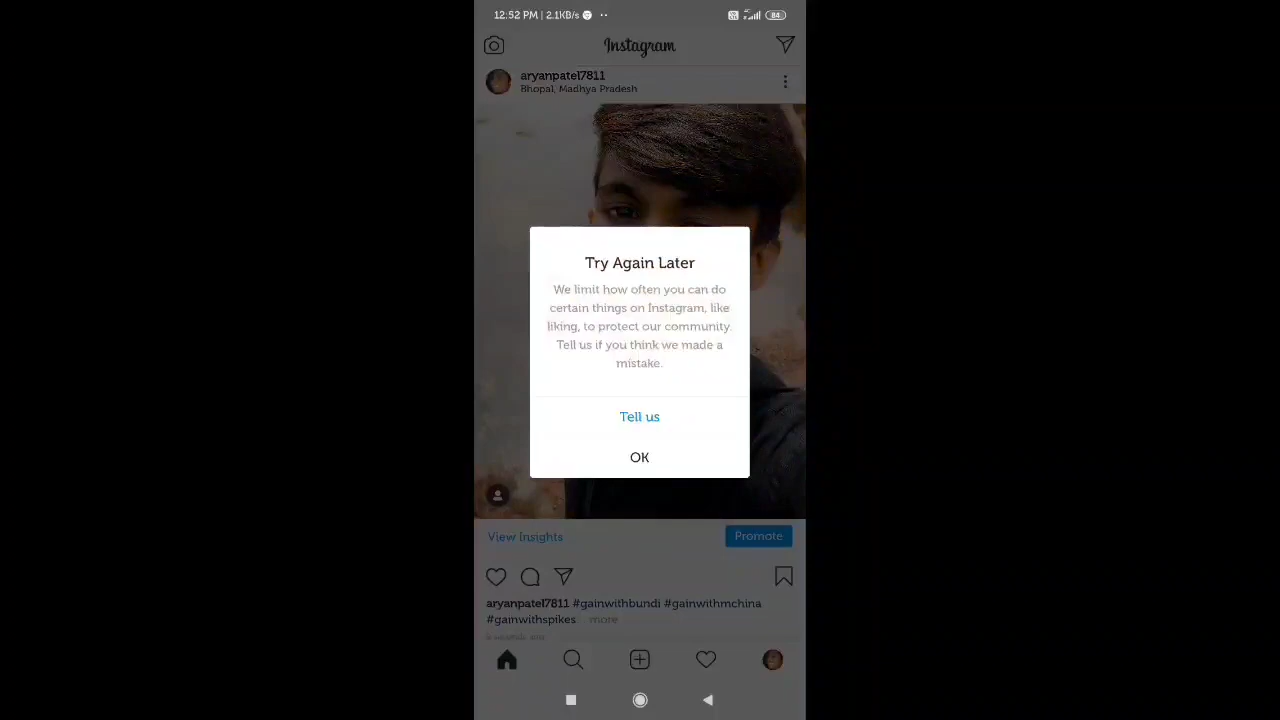 12:52 PM | 2.1KB/s
84
Instagram
aryanpatel7811
Bhopal, Madhya Pradesh
Try Again Later
We limit how often you can do
certain things on Instagram, like
liking, to protect our community.
Tell us if you think we made a
mistake.
Tell us
OK
View Insights
Promote
aryanpatel7811 #gainwithbundi #gainwithmchina
#gainwithspikes more